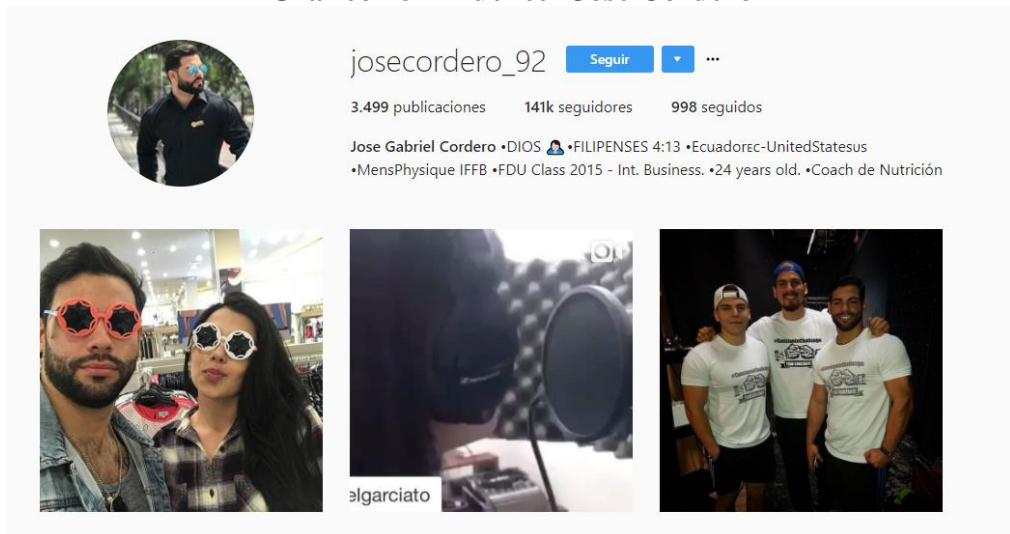 josecordero_92 Seguir
3.499 publicaciones 141k seguidores 998 seguidos
Jose Gabriel Cordero •DIOS •FILIPENSES 4:13 •Ecuadorᴇᴄ-UnitedStatesus
•MensPhysique IFFB •FDU Class 2015 - Int. Business. •24 years old. •Coach de Nutrición
elgarciato